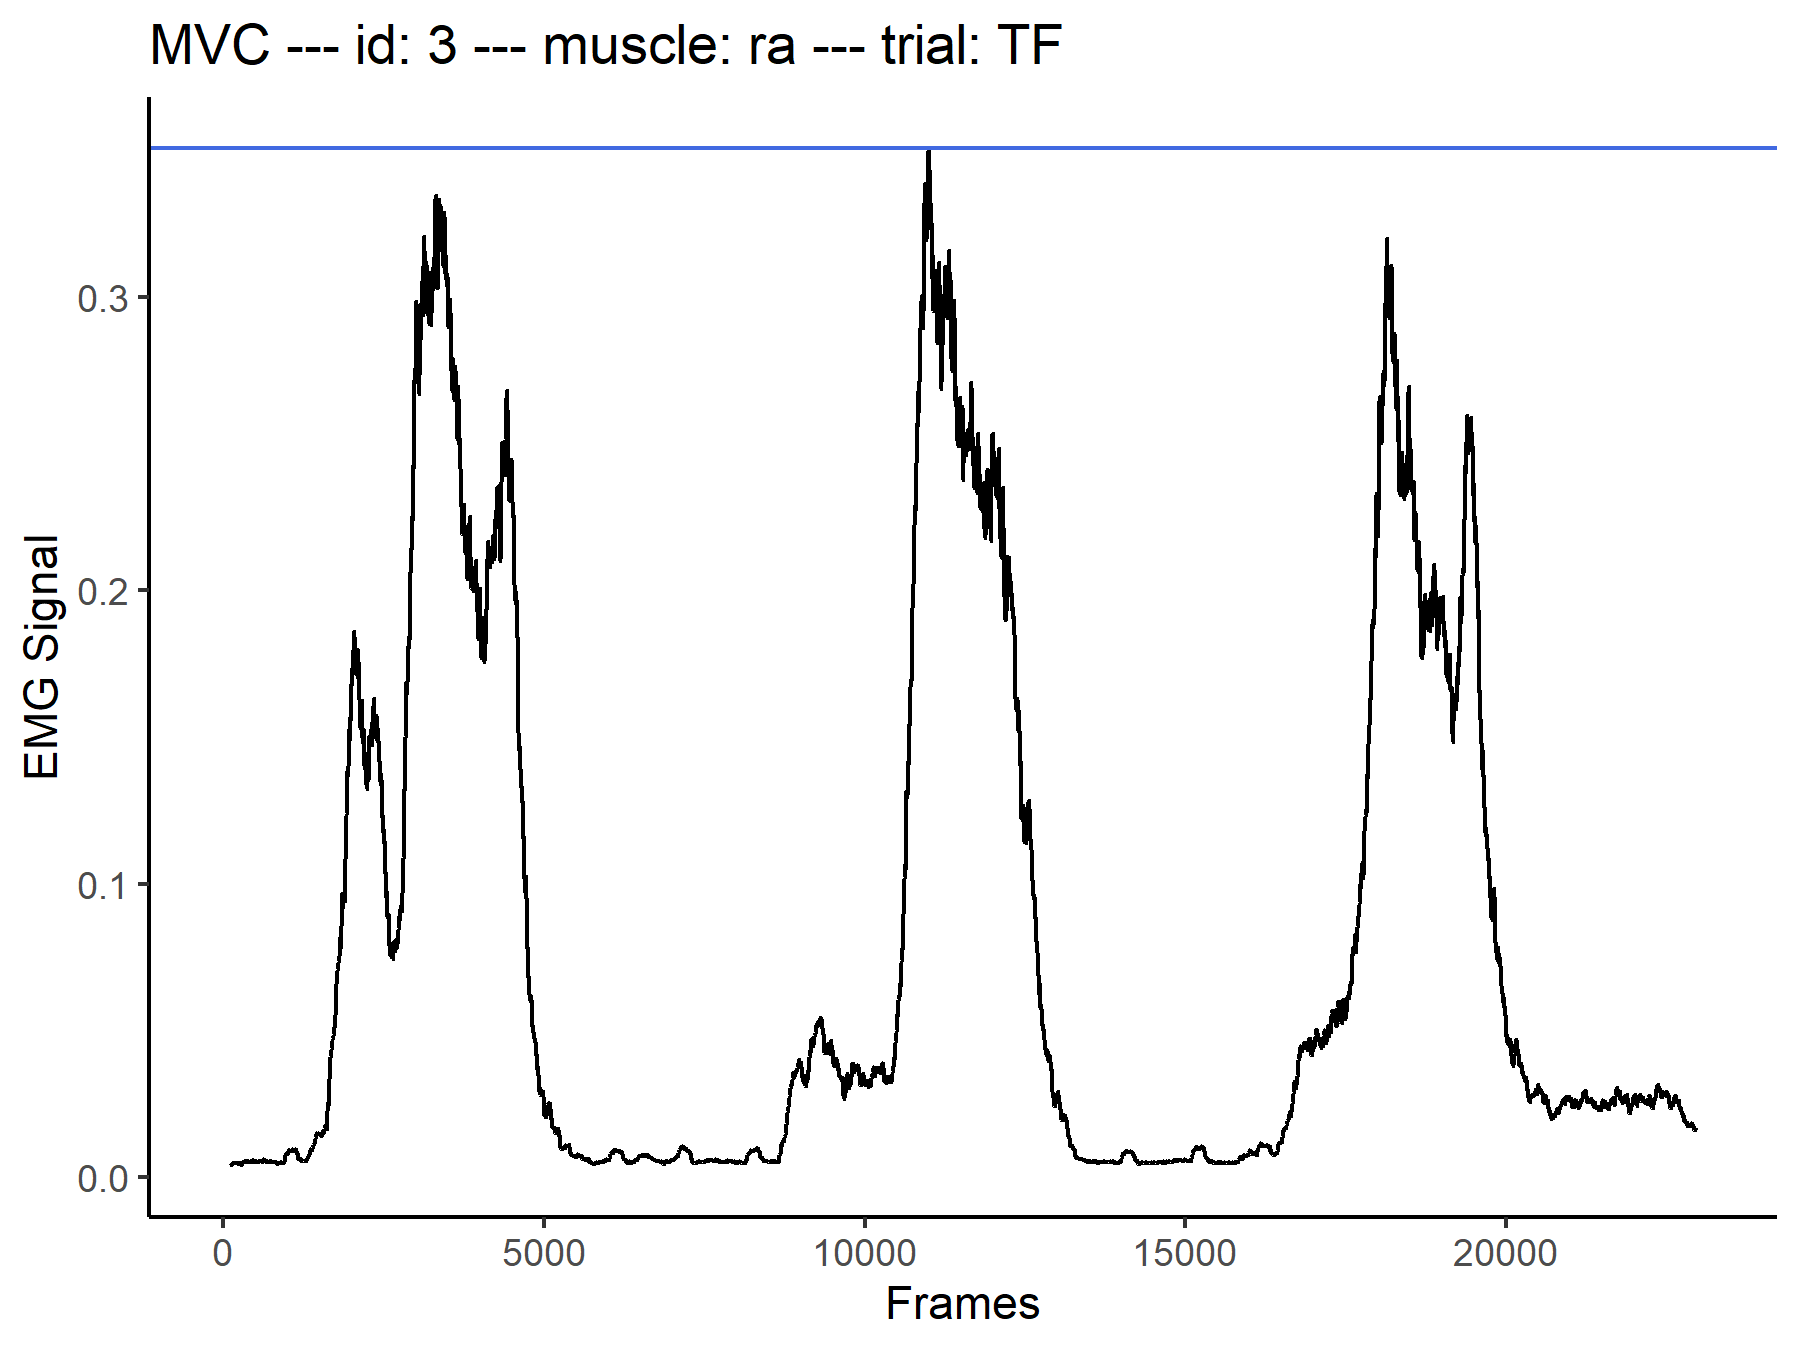 MVC --- id: 3 --- muscle: ra --- trial: TF
EMG Signal
0.3
0.2
0.1
0.0
0 5000 10000 15000 20000
Frames